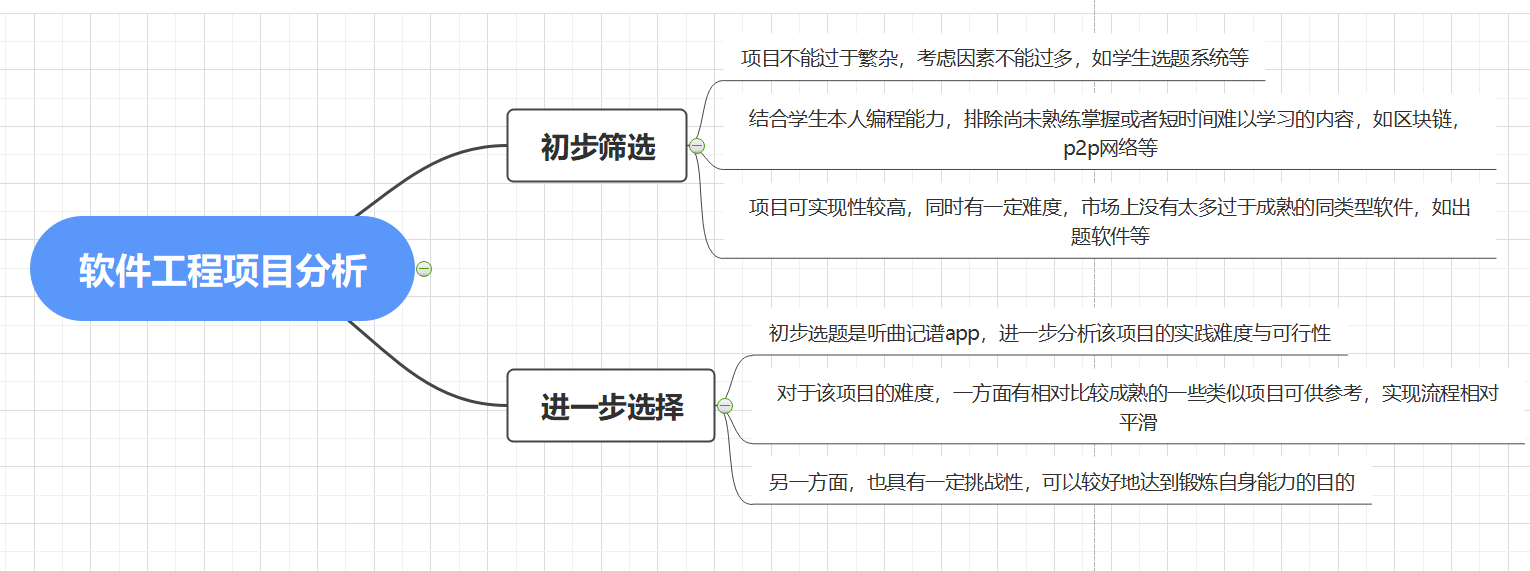 软件工程项目分析
初步筛选
项目不能过于繁杂，考虑因素不能过多，如学生选题系统等
结合学生本人编程能力，排除尚未熟练掌握或者短时间难以学习的内容，如区块链，
p2p网络等
项目可实现性较高，同时有一定难度，市场上没有太多过于成熟的同类型软件，如出
题软件等
进一步选择
初步选题是听曲记谱app，进一步分析该项目的实践难度与可行性
对于该项目的难度，一方面有相对比较成熟的一些类似项目可供参考，实现流程相对
平滑
另一方面，也具有一定挑战性，可以较好地达到锻炼自身能力的目的